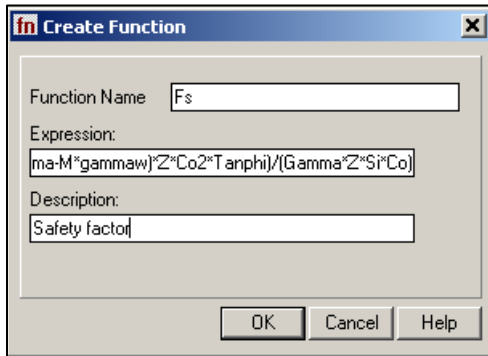 fn Create Function
Function Name Fs
Expression:
ma-M*gammaw)*Z*Co2*Tanphi)/(Gamma*Z*Si*Co)
Description:
Safety factor
OK Cancel Help